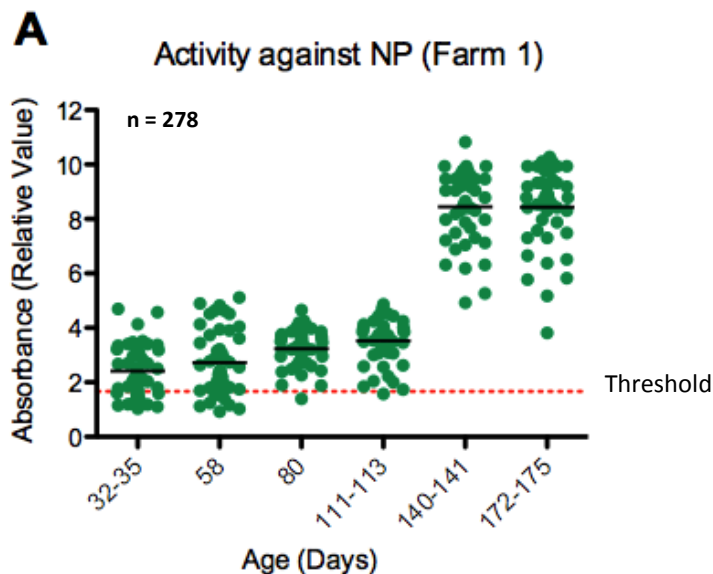 A
Activity against NP (Farm 1)
n = 278
Absorbance (Relative Value)
12
10
8
6
4
2
0
Threshold
32-35
58
80
111-113
140-141
172-175
Age (Days)